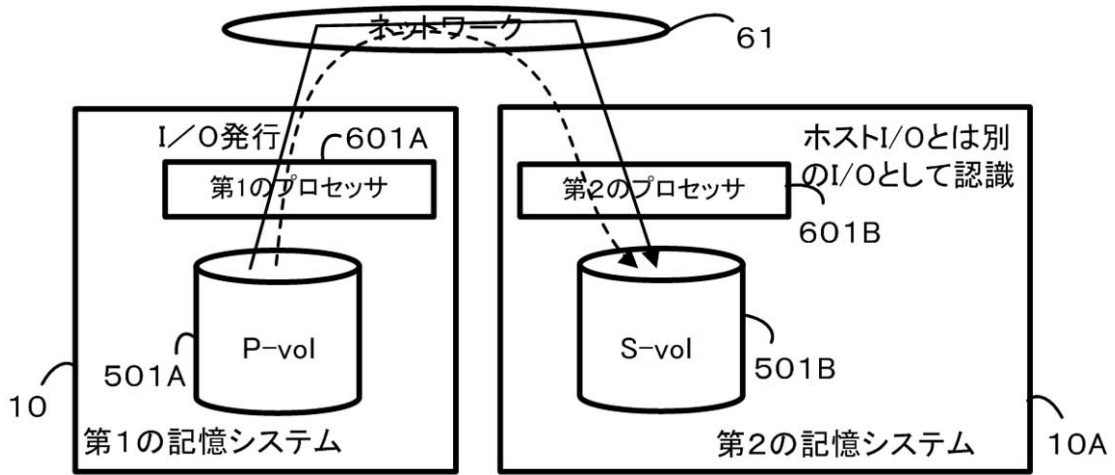 ネットワーク
61
I/O発行
601A
第1のプロセッサ
ホストI/Oとは別
のI/Oとして認識
第2のプロセッサ
601B
P-vol
S-vol
501A
501B
10
第1の記憶システム
第2の記憶システム
10A